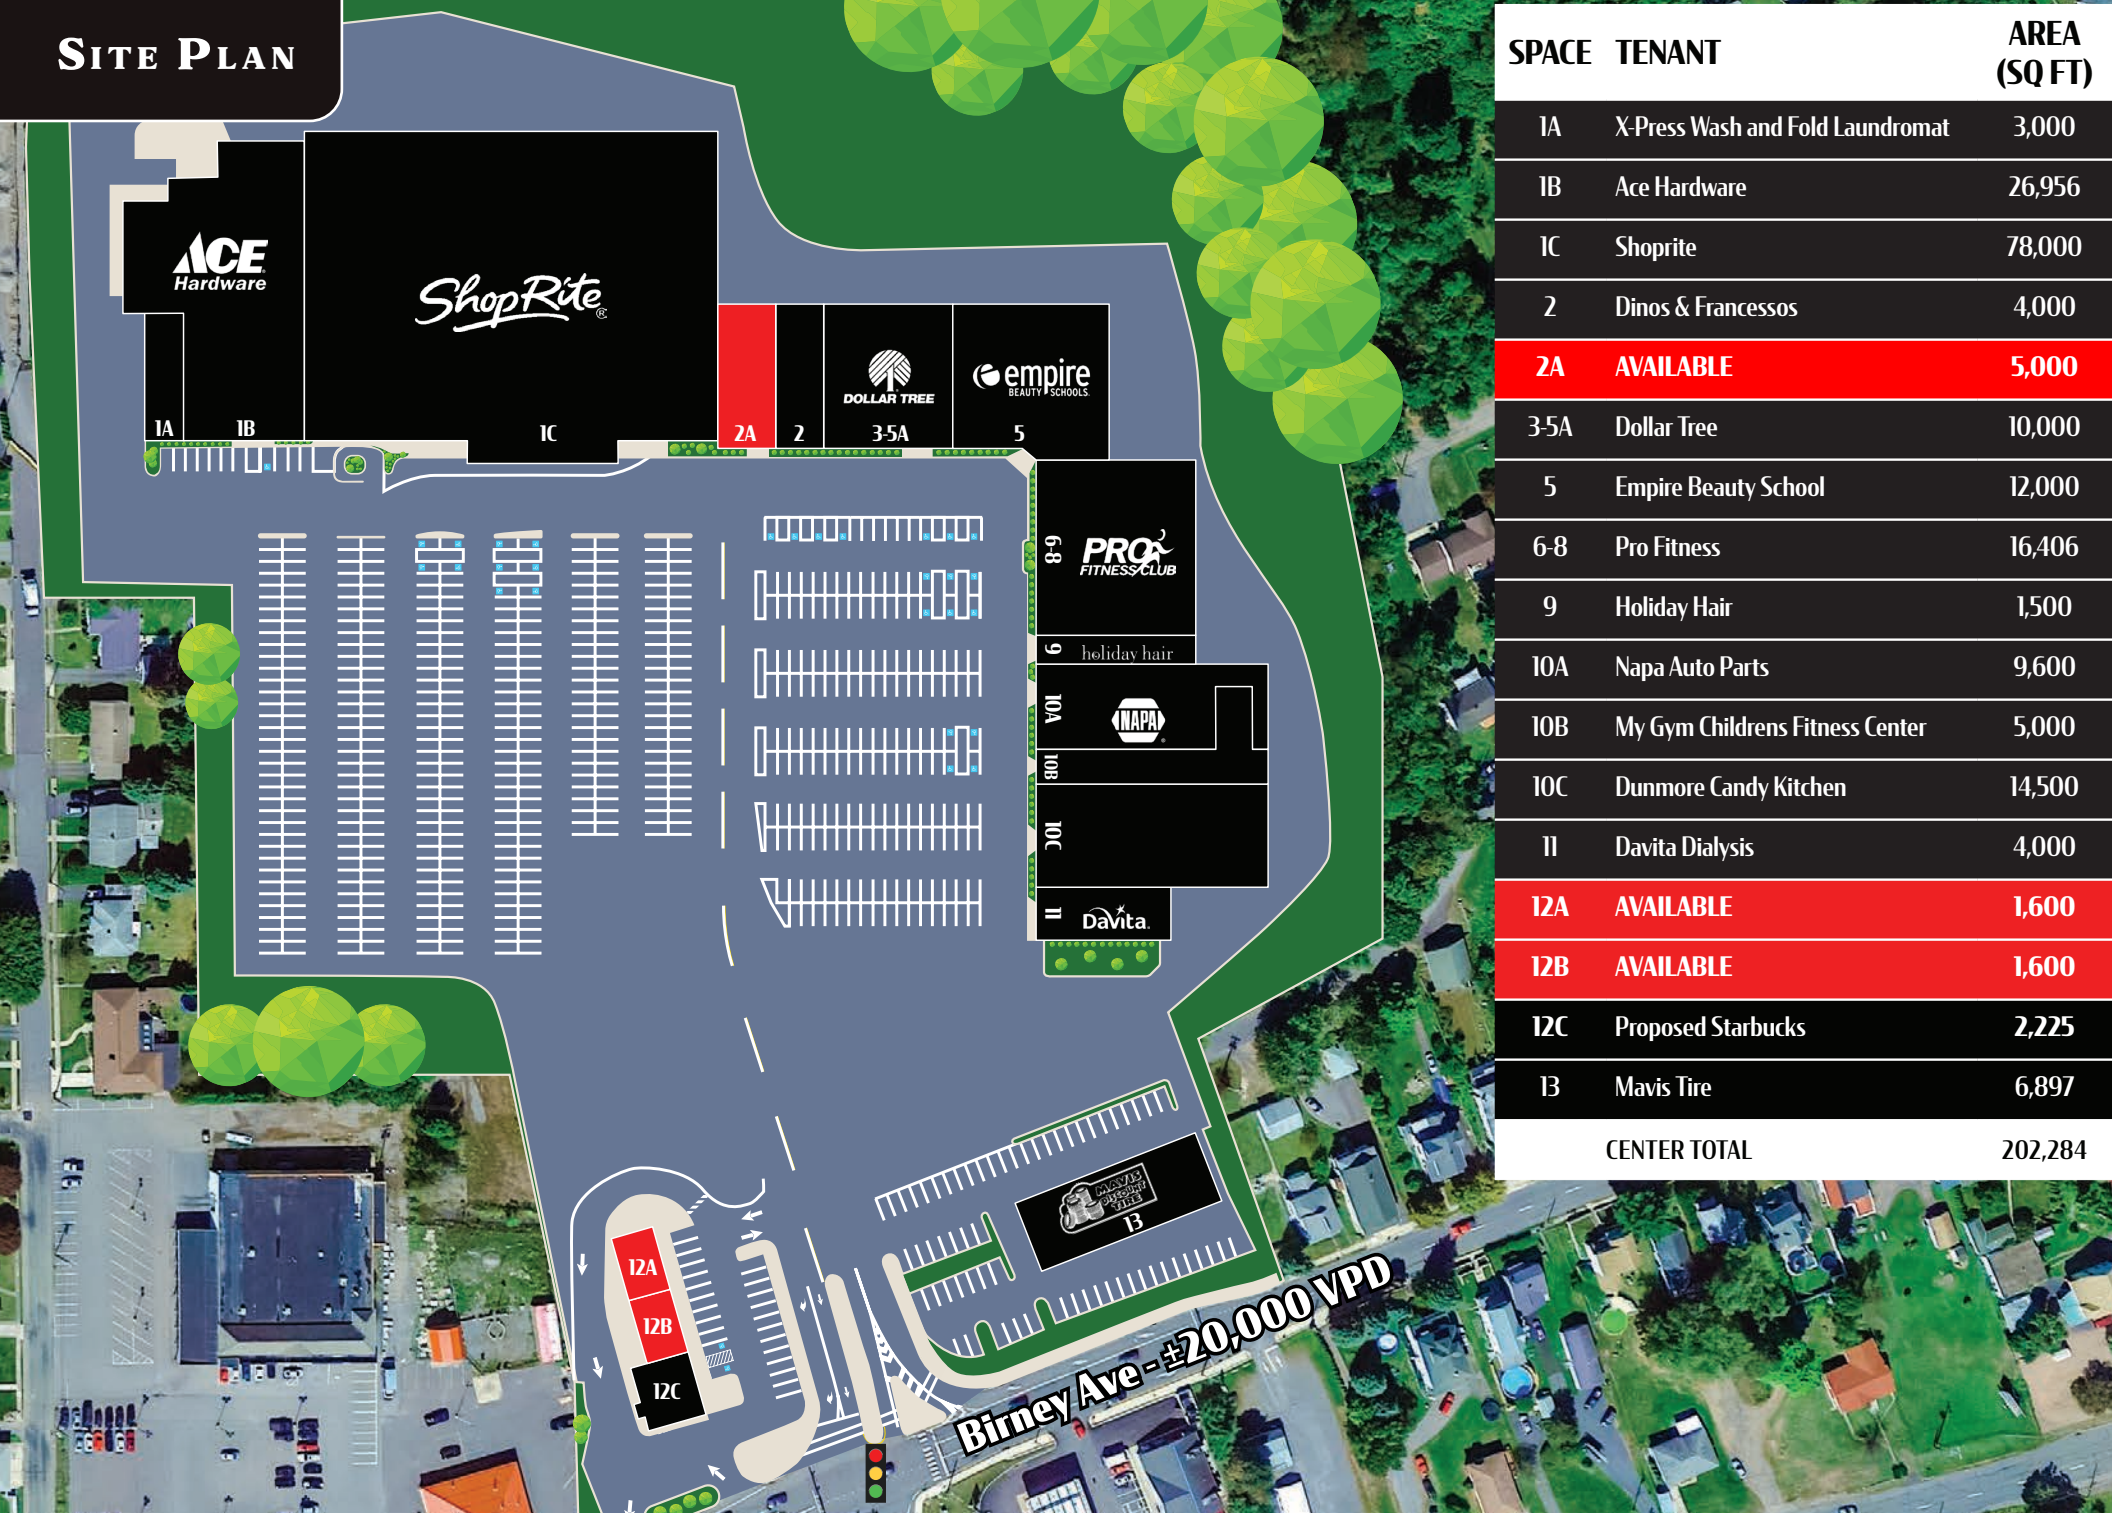 SITE PLAN
ACE
Hardware
ShopRite®
1A
1B
1C
2A
2
DOLLAR TREE
3-5A
empire
BEAUTY SCHOOLS.
5
6-8
PRO
FITNESS CLUB
9
holiday hair
10A
NAPA
10B
10C
11
DaVita.
MAVIS
DISCOUNT
TIRE
13
12A
12B
12C
Birney Ave - ±20,000 VPD
SPACE TENANT AREA (SQ FT)
1A X-Press Wash and Fold Laundromat 3,000
1B Ace Hardware 26,956
1C Shoprite 78,000
2 Dinos & Francessos 4,000
2A AVAILABLE 5,000
3-5A Dollar Tree 10,000
5 Empire Beauty School 12,000
6-8 Pro Fitness 16,406
9 Holiday Hair 1,500
10A Napa Auto Parts 9,600
10B My Gym Childrens Fitness Center 5,000
10C Dunmore Candy Kitchen 14,500
11 Davita Dialysis 4,000
12A AVAILABLE 1,600
12B AVAILABLE 1,600
12C Proposed Starbucks 2,225
13 Mavis Tire 6,897
CENTER TOTAL 202,284